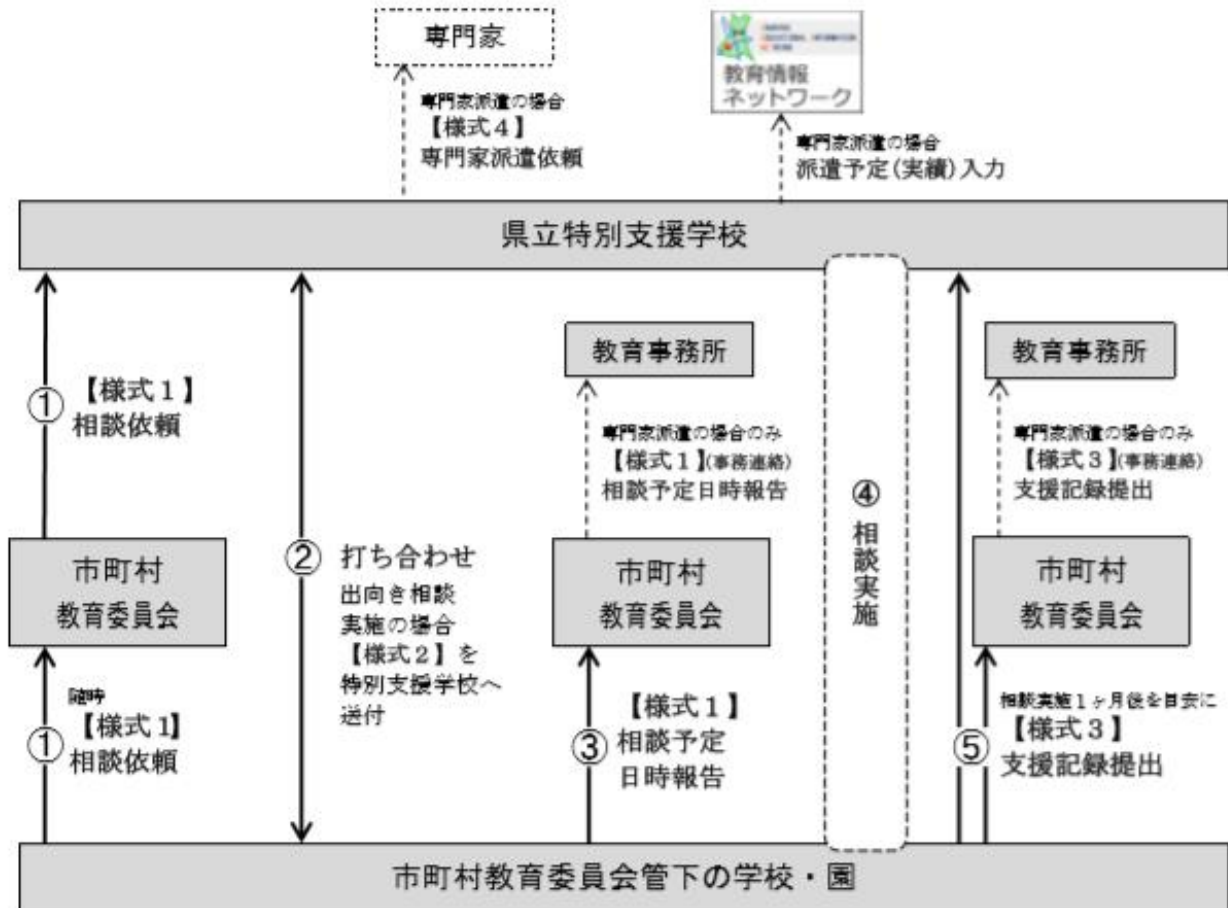 専門家
専門家派遣の場合
【様式４】
専門家派遣依頼
教育情報
ネットワーク
専門家派遣の場合
派遣予定(実績)入力
県立特別支援学校
① 【様式１】
相談依頼
市町村
教育委員会
随時
① 【様式１】
相談依頼
② 打ち合わせ
出向き相談
実施の場合
【様式２】を
特別支援学校へ
送付
教育事務所
専門家派遣の場合のみ
【様式１】(事務連絡)
相談予定日時報告
市町村
教育委員会
③ 【様式１】
相談予定
日時報告
④ 相談実施
教育事務所
専門家派遣の場合のみ
【様式３】(事務連絡)
支援記録提出
市町村
教育委員会
相談実施１ヶ月後を目安に
⑤ 【様式３】
支援記録提出
市町村教育委員会管下の学校・園